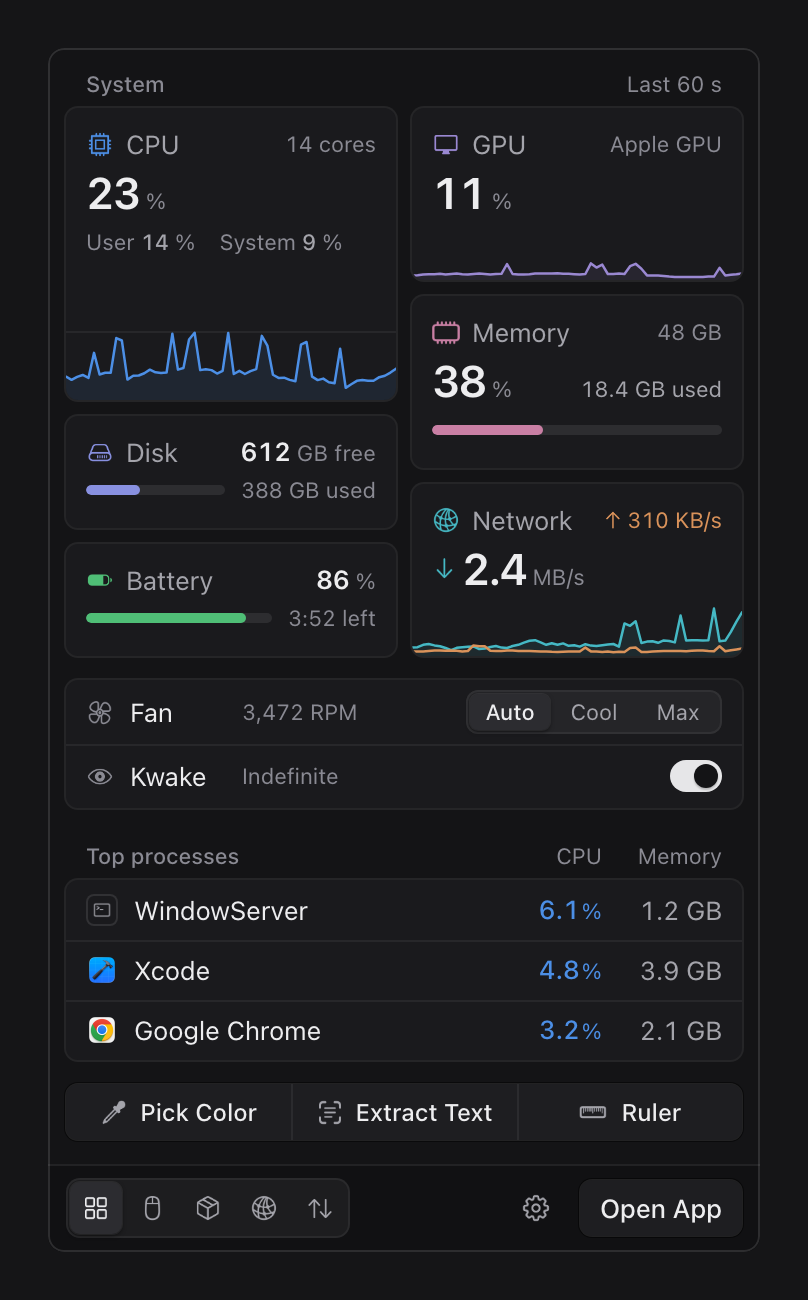 System Last 60 s
CPU 14 cores
23 %
User 14 % System 9 %
GPU Apple GPU
11 %
Memory 48 GB
38 % 18.4 GB used
Disk 612 GB free
388 GB used
Battery 86 %
3:52 left
Network ↑ 310 KB/s
↓ 2.4 MB/s
Fan 3,472 RPM Auto Cool Max
Kwake Indefinite
Top processes CPU Memory
WindowServer 6.1% 1.2 GB
Xcode 4.8% 3.9 GB
Google Chrome 3.2% 2.1 GB
Pick Color Extract Text Ruler
Open App